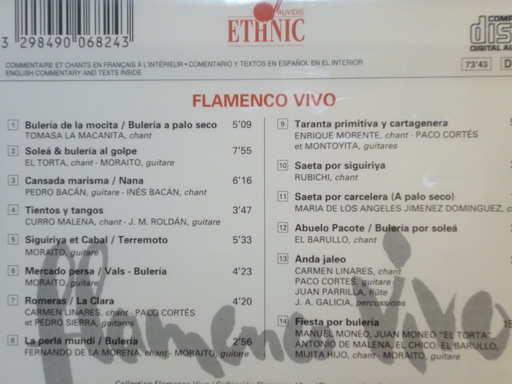 3 298490 068243
AUVIDIS
ETHNIC
COMMENTAIRE ET CHANTS EN FRANÇAIS À L'INTÉRIEUR. • COMENTARIO Y TEXTOS EN ESPAÑOL EN EL INTERIOR
ENGLISH COMMENTARY AND TEXTS INSIDE
73'43
FLAMENCO VIVO
1 Bulería de la mocita / Bulería a palo seco 5'09
TOMASA LA MACANITA, chant
2 Soleá & bulería al golpe 7'55
EL TORTA, chant - MORAITO, guitare
3 Cansada marisma / Nana 6'16
PEDRO BACÁN, guitare - INÉS BACÁN, chant
4 Tientos y tangos 3'47
CURRO MALENA, chant - J. M. ROLDÁN, guitare
5 Siguiriya et Cabal / Terremoto 5'33
MORAITO, guitare
6 Mercado persa / Vals - Bulería 4'23
MORAITO, guitare
7 Romeras / La Clara 4'20
CARMEN LINARES, chant - PACO CORTÉS
et PEDRO SIERRA, guitares
8 La perlá mundi / Bulería 2'56
FERNANDO DE LA MORENA, chant - MORAITO, guitare
9 Taranta primitiva y cartagenera
ENRIQUE MORENTE, chant - PACO CORTÉS
et MONTOYITA, guitares
10 Saeta por siguiriya
RUBICHI, chant
11 Saeta por carcelera (A palo seco)
MARIA DE LOS ANGELES JIMENEZ DOMINGUEZ,
12 Abuelo Pacote / Bulería por soleá
EL BARULLO, chant
13 Anda jaleo
CARMEN LINARES, chant
PACO CORTÉS, guitare
JUAN PARRILLA, flûte
J. A. GALICIA, percussions
14 Fiesta por bulería
MANUEL MONEO, JUAN MONEO "EL TORTA"
ANTONIO DE MALENA, EL CHICO, EL BARULLO,
MIJITA HIJO, chant - MORAITO, guitare
flamenco vivo